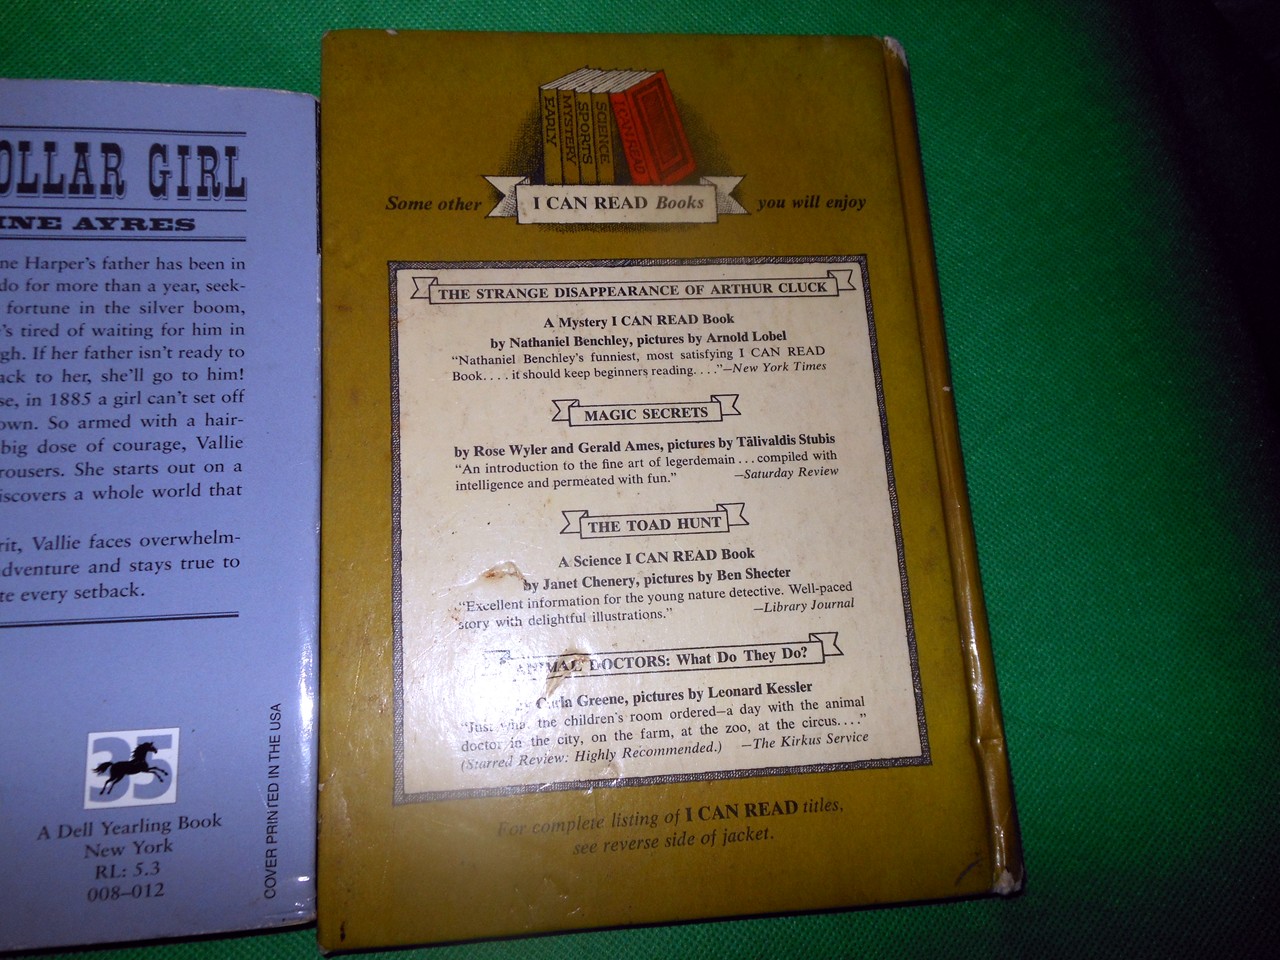 OLLAR GIRL
INE AYRES
ne Harper's father has been in
do for more than a year, seek-
fortune in the silver boom,
's tired of waiting for him in
gh. If her father isn't ready to
ack to her, she'll go to him!
se, in 1885 a girl can't set off
own. So armed with a hair-
big dose of courage, Vallie
rousers. She starts out on a
iscovers a whole world that
rit, Vallie faces overwhelm-
dventure and stays true to
te every setback.
35
A Dell Yearling Book
New York
RL: 5.3
008–012
COVER PRINTED IN THE USA
EARLY
MYSTERY
SPORTS
SCIENCE
I CAN READ
Some other I CAN READ Books you will enjoy
THE STRANGE DISAPPEARANCE OF ARTHUR CLUCK
A Mystery I CAN READ Book
by Nathaniel Benchley, pictures by Arnold Lobel
“Nathaniel Benchley's funniest, most satisfying I CAN READ
Book. . . . it should keep beginners reading. . . .”—New York Times
MAGIC SECRETS
by Rose Wyler and Gerald Ames, pictures by Tālivaldis Stubis
“An introduction to the fine art of legerdemain . . . compiled with
intelligence and permeated with fun.” —Saturday Review
THE TOAD HUNT
A Science I CAN READ Book
by Janet Chenery, pictures by Ben Shecter
“Excellent information for the young nature detective. Well-paced
story with delightful illustrations.” —Library Journal
ANIMAL DOCTORS: What Do They Do?
by Carla Greene, pictures by Leonard Kessler
“Just what the children's room ordered—a day with the animal
doctor in the city, on the farm, at the zoo, at the circus. . . .”
(Starred Review: Highly Recommended.) —The Kirkus Service
For complete listing of I CAN READ titles,
see reverse side of jacket.